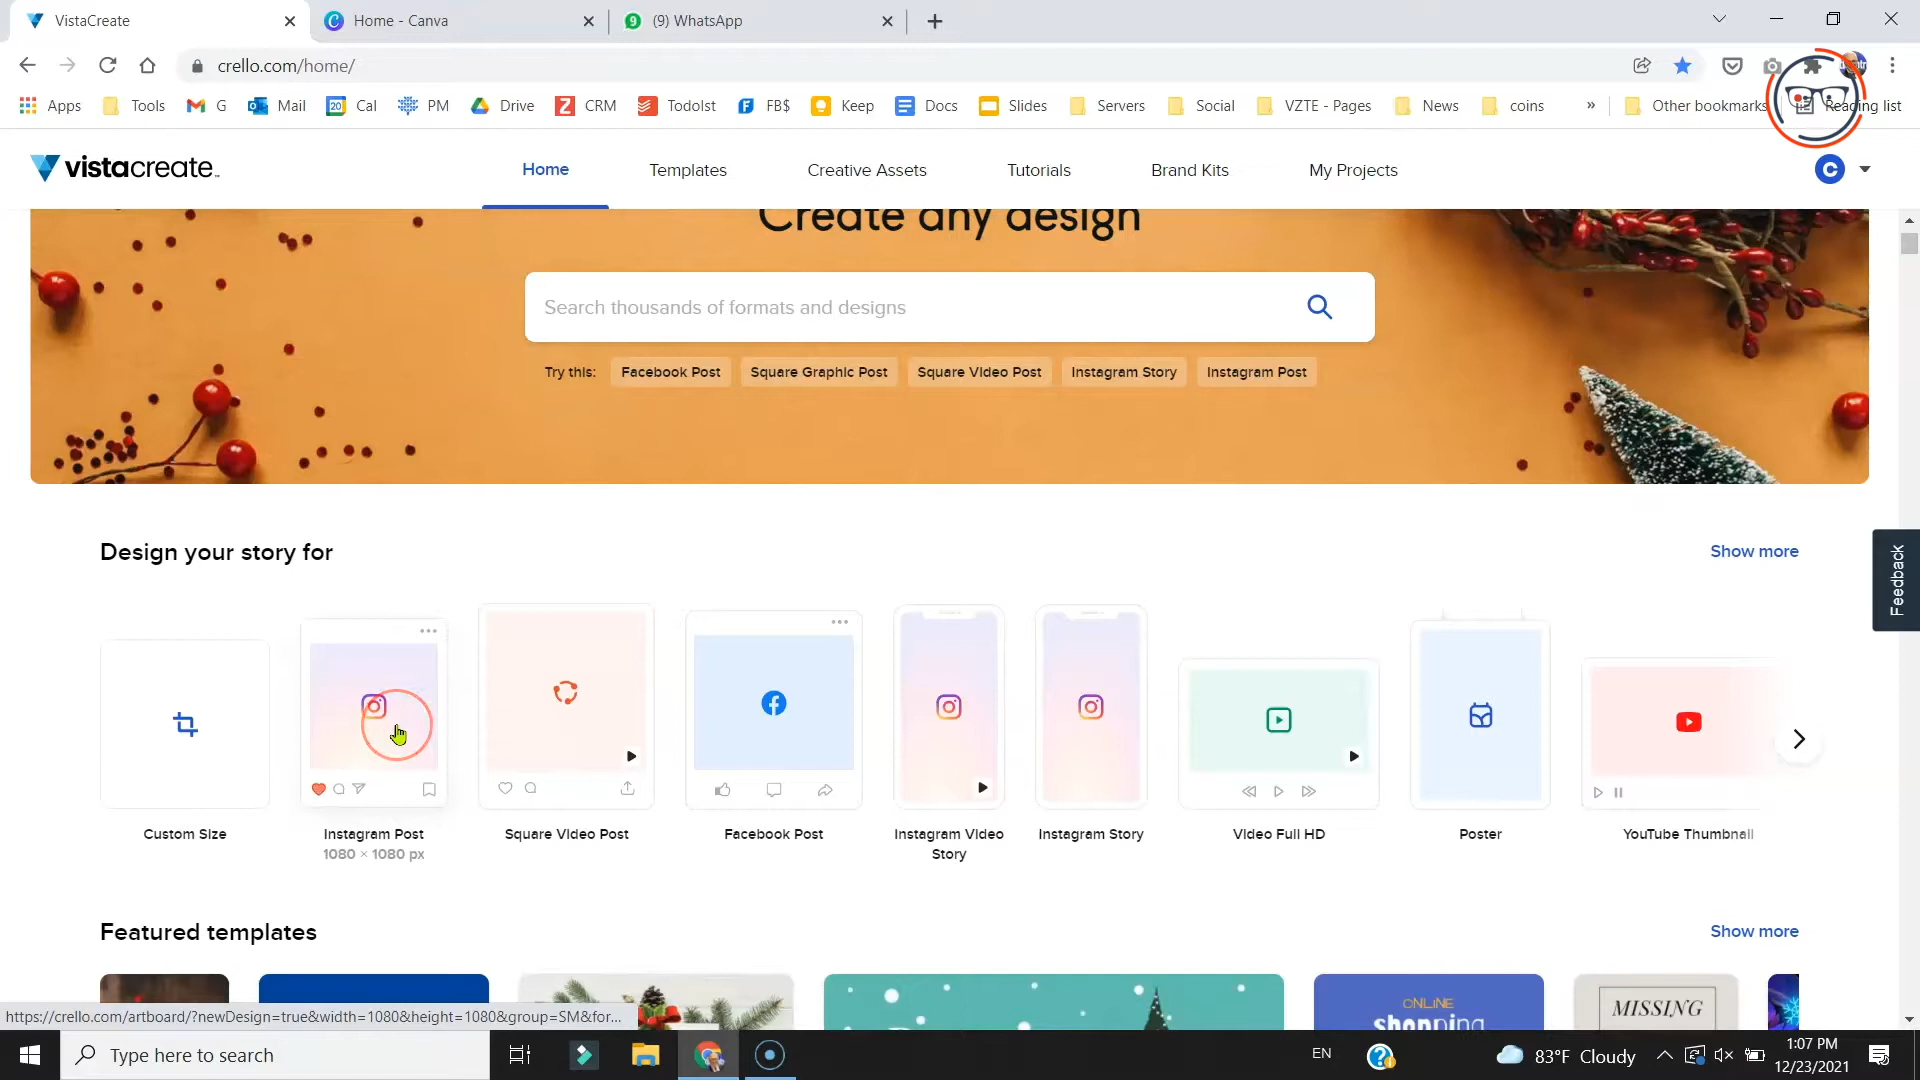 VistaCreate
Home - Canva
9
(9) WhatsApp
crello.com/home/
Apps
Tools
G
20
Mail
Cal
PM
Drive
CRM
TodoIst
FB$
Keep
Docs
Slides
Servers
Social
VZTE - Pages
News
coins
»
Other bookmarks
Reading list
vistacreate
Home
Templates
Creative Assets
Tutorials
Brand Kits
My Projects
C
Create any design
Search thousands of formats and designs
Try this:
Facebook Post
Square Graphic Post
Square Video Post
Instagram Story
Instagram Post
Design your story for
Show more
Feedback
Custom Size
Instagram Post
1080 × 1080 px
Square Video Post
Facebook Post
Instagram Video
Story
Instagram Story
Video Full HD
Poster
YouTube Thumbnail
Featured templates
Show more
ONLINE
shopping
MISSING
https://crello.com/artboard/?newDesign=true&width=1080&height=1080&group=SM&for...
Type here to search
EN
83°F Cloudy
1:07 PM
12/23/2021